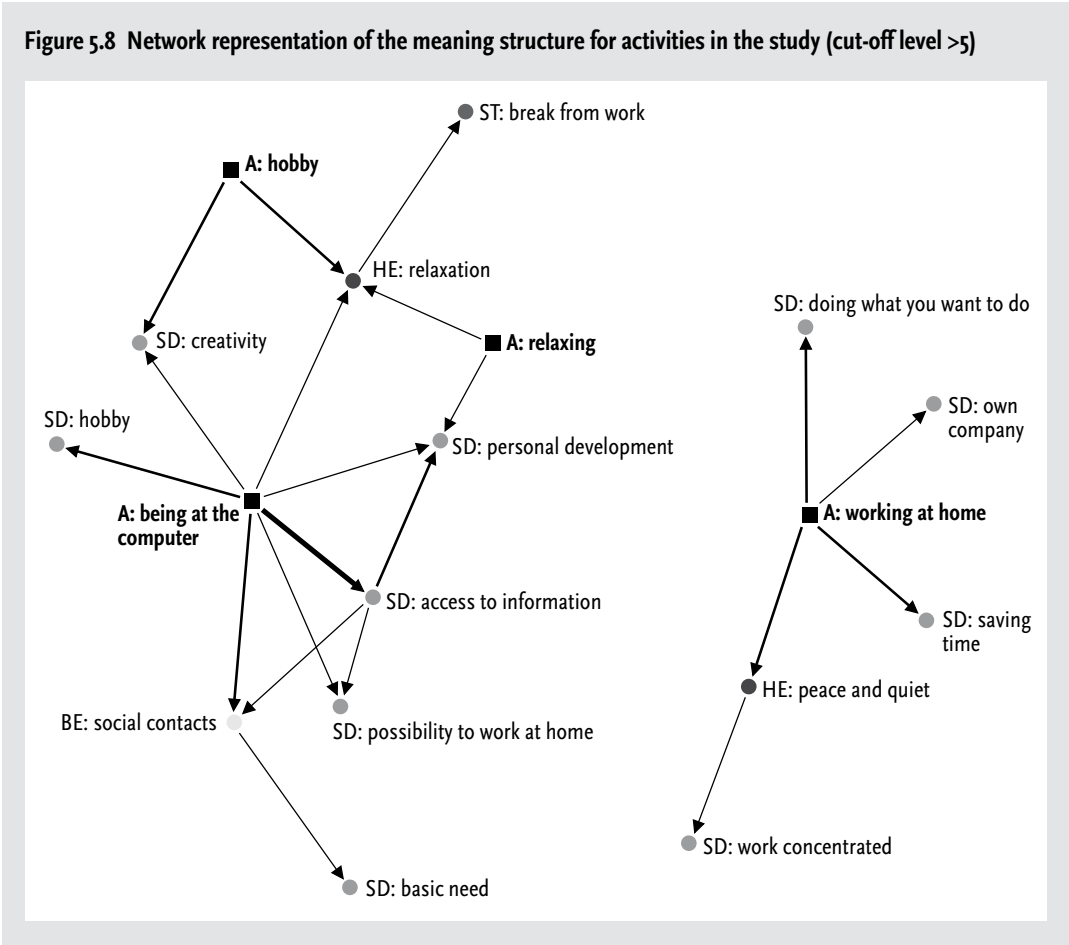 Figure 5.8 Network representation of the meaning structure for activities in the study (cut-off level >5)
ST: break from work
A: hobby
HE: relaxation
SD: doing what you want to do
SD: creativity
A: relaxing
SD: own
company
SD: hobby
SD: personal development
A: being at the
computer
A: working at home
SD: access to information
SD: saving
time
HE: peace and quiet
BE: social contacts
SD: possibility to work at home
SD: work concentrated
SD: basic need